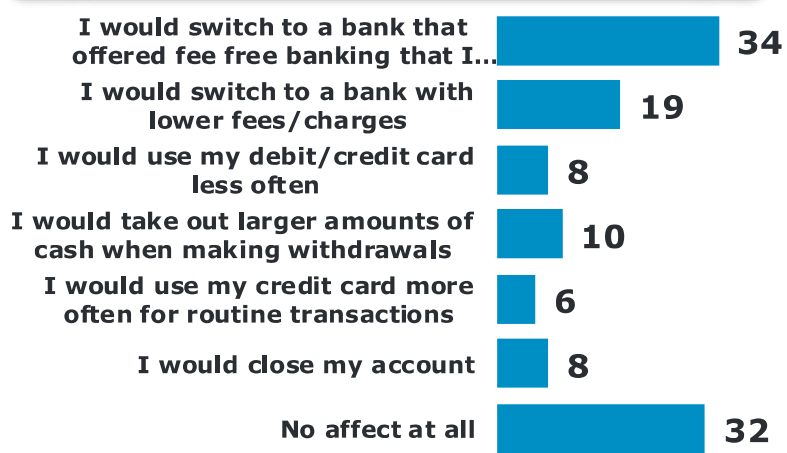 I would switch to a bank that
offered fee free banking that I...
34
I would switch to a bank with
lower fees/charges
19
I would use my debit/credit card
less often
8
I would take out larger amounts of
cash when making withdrawals
10
I would use my credit card more
often for routine transactions
6
I would close my account
8
No affect at all
32